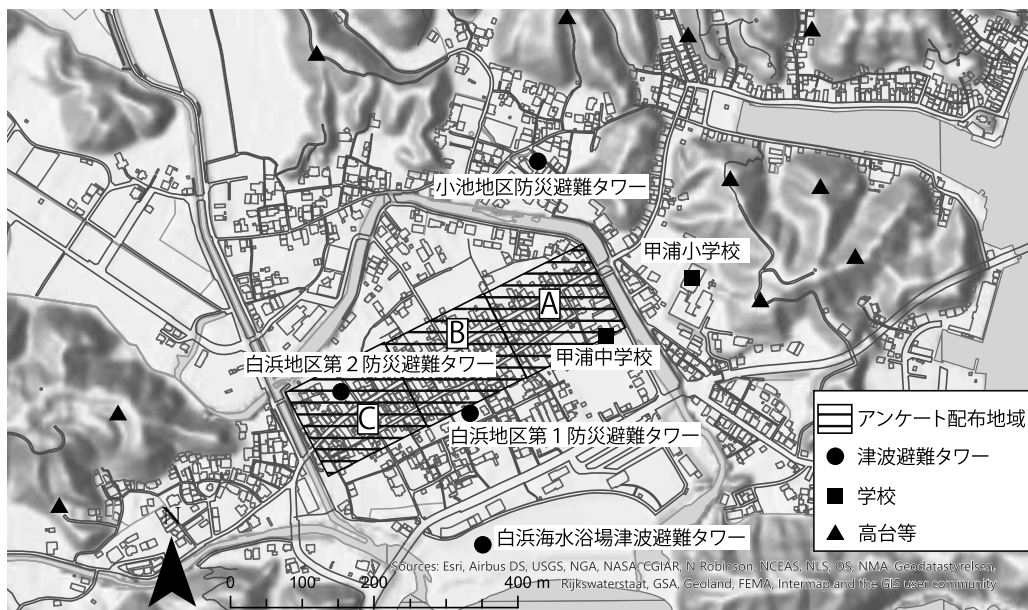 小池地区防災避難タワー
甲浦小学校
A
B
甲浦中学校
白浜地区第２防災避難タワー
C
白浜地区第１防災避難タワー
アンケート配布地域
津波避難タワー
学校
高台等
白浜海水浴場津波避難タワー
N
0 100 200 400 m
Sources: Esri, Airbus DS, USGS, NGA, NASA, CGIAR, N Robinson, NCEAS, NLS, OS, NMA, Geodatastyrelsen,
Rijkswaterstaat, GSA, Geoland, FEMA, Intermap and the GIS user community